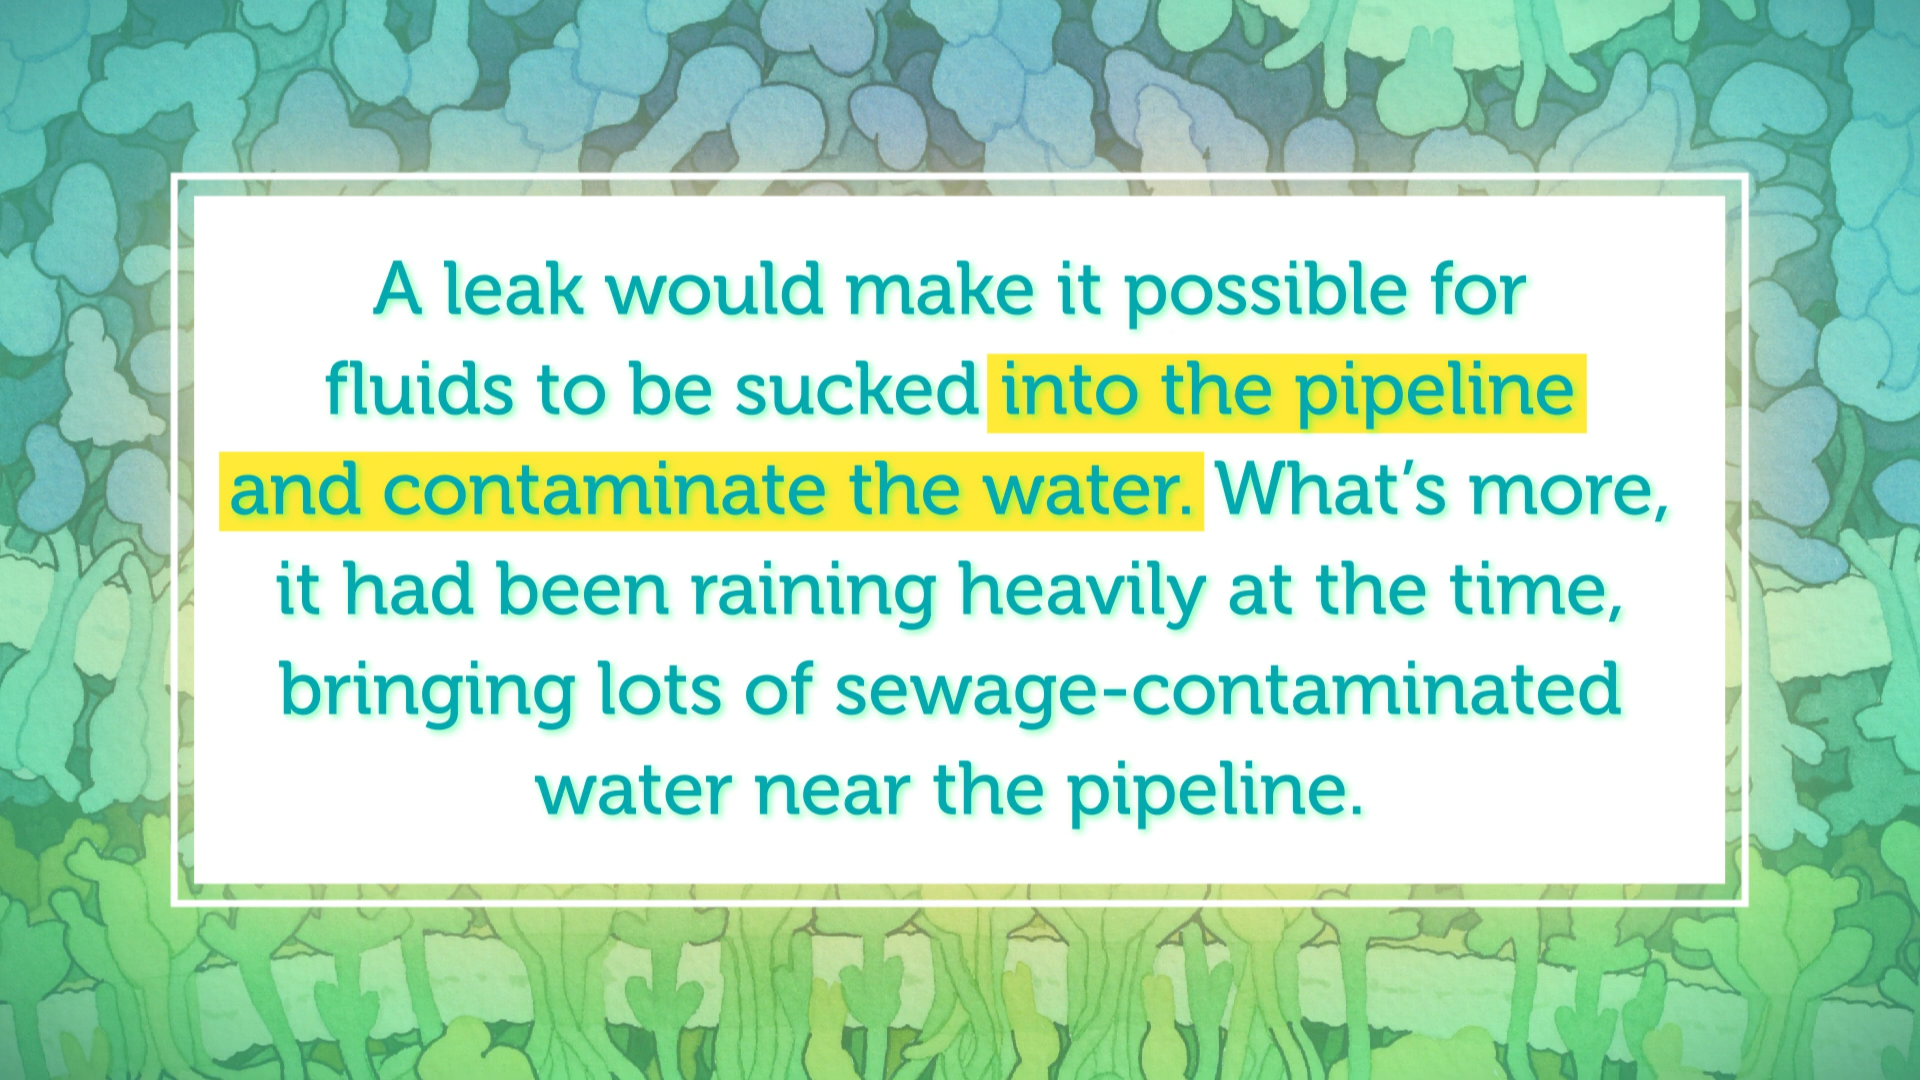 A leak would make it possible for
fluids to be sucked into the pipeline
and contaminate the water. What’s more,
it had been raining heavily at the time,
bringing lots of sewage-contaminated
water near the pipeline.